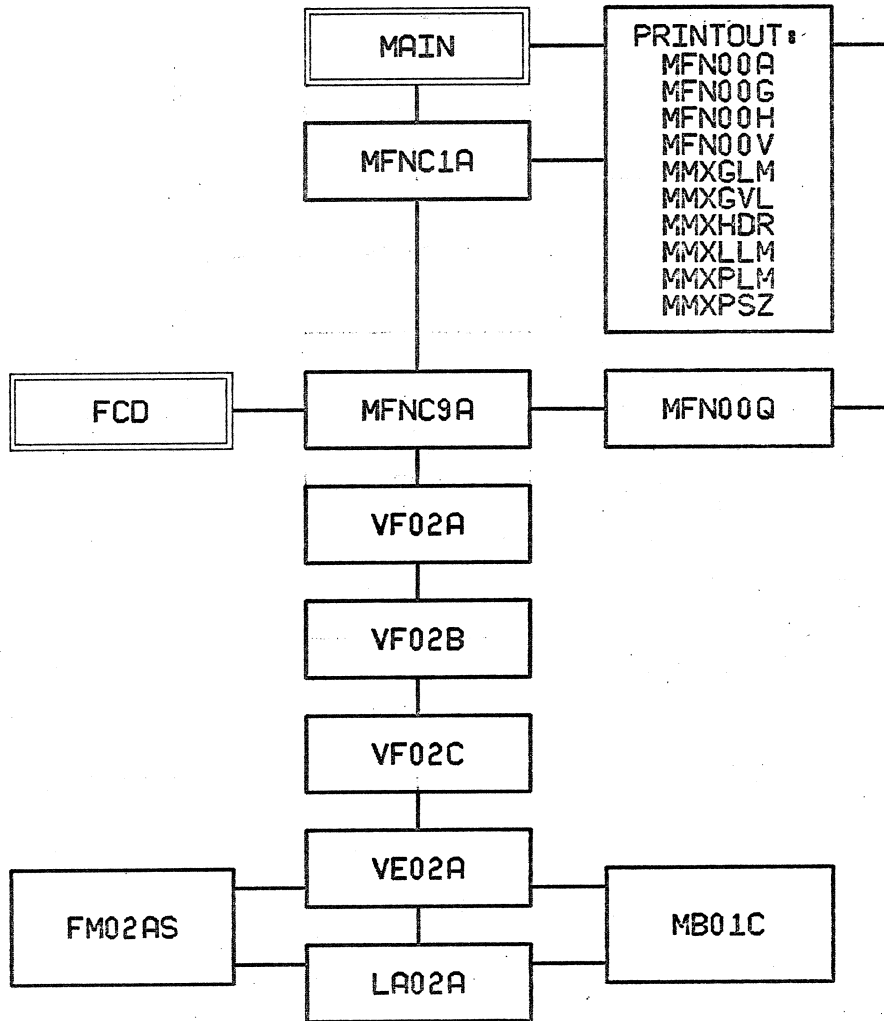 MAIN
PRINTOUT:
MFN00A
MFN00G
MFN00H
MFN00V
MMXGLM
MMXGVL
MMXHDR
MMXLLM
MMXPLM
MMXPSZ
MFNC1A
FCD
MFNC9A
MFN00Q
VF02A
VF02B
VF02C
VE02A
FM02AS
MB01C
LA02A